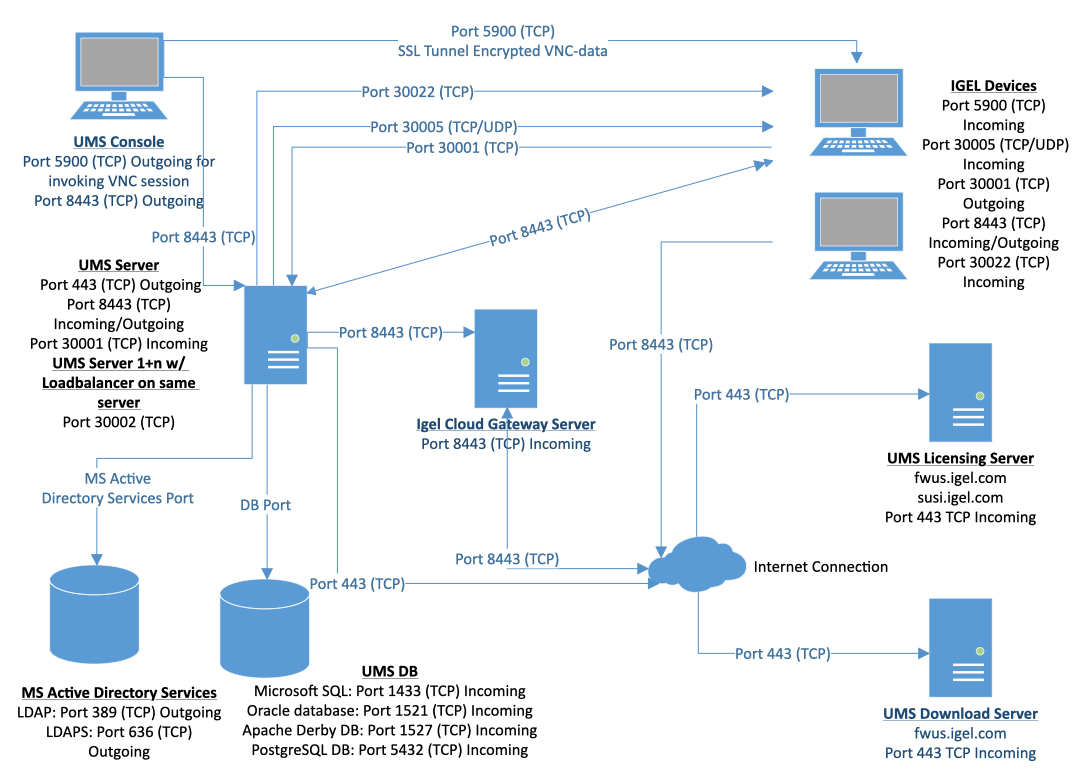 Port 5900 (TCP)
SSL Tunnel Encrypted VNC-data
UMS Console
Port 5900 (TCP) Outgoing for
invoking VNC session
Port 8443 (TCP) Outgoing
Port 8443 (TCP)
Port 30022 (TCP)
Port 30005 (TCP/UDP)
Port 30001 (TCP)
Port 8443 (TCP)
IGEL Devices
Port 5900 (TCP)
Incoming
Port 30005 (TCP/UDP)
Incoming
Port 30001 (TCP)
Outgoing
Port 8443 (TCP)
Incoming/Outgoing
Port 30022 (TCP)
Incoming
UMS Server
Port 443 (TCP) Outgoing
Port 8443 (TCP)
Incoming/Outgoing
Port 30001 (TCP) Incoming
UMS Server 1+n w/
Loadbalancer on same
server
Port 30002 (TCP)
Port 8443 (TCP)
Igel Cloud Gateway Server
Port 8443 (TCP) Incoming
Port 8443 (TCP)
Port 443 (TCP)
UMS Licensing Server
fwus.igel.com
susi.igel.com
Port 443 TCP Incoming
MS Active
Directory Services Port
DB Port
Port 8443 (TCP)
Port 443 (TCP)
Internet Connection
Port 443 (TCP)
MS Active Directory Services
LDAP: Port 389 (TCP) Outgoing
LDAPS: Port 636 (TCP)
Outgoing
UMS DB
Microsoft SQL: Port 1433 (TCP) Incoming
Oracle database: Port 1521 (TCP) Incoming
Apache Derby DB: Port 1527 (TCP) Incoming
PostgreSQL DB: Port 5432 (TCP) Incoming
UMS Download Server
fwus.igel.com
Port 443 TCP Incoming